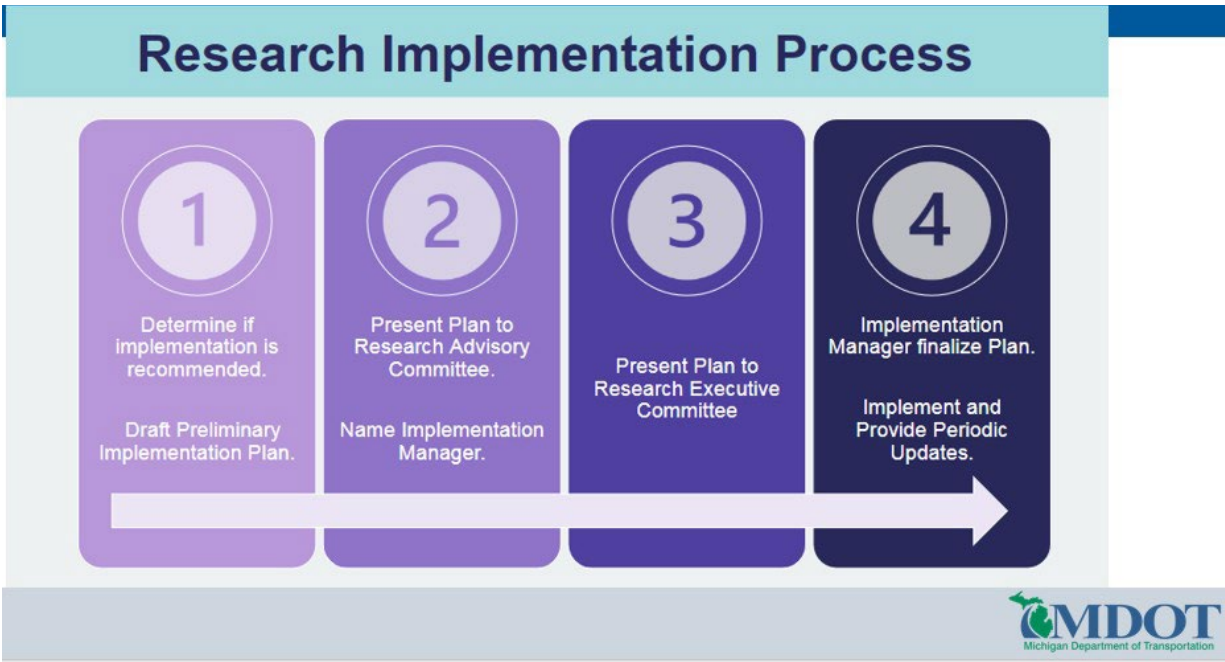 Research Implementation Process
1
Determine if
implementation is
recommended.
Draft Preliminary
Implementation Plan.
2
Present Plan to
Research Advisory
Committee.
Name Implementation
Manager.
3
Present Plan to
Research Executive
Committee
4
Implementation
Manager finalize Plan.
Implement and
Provide Periodic
Updates.
MDOT
Michigan Department of Transportation